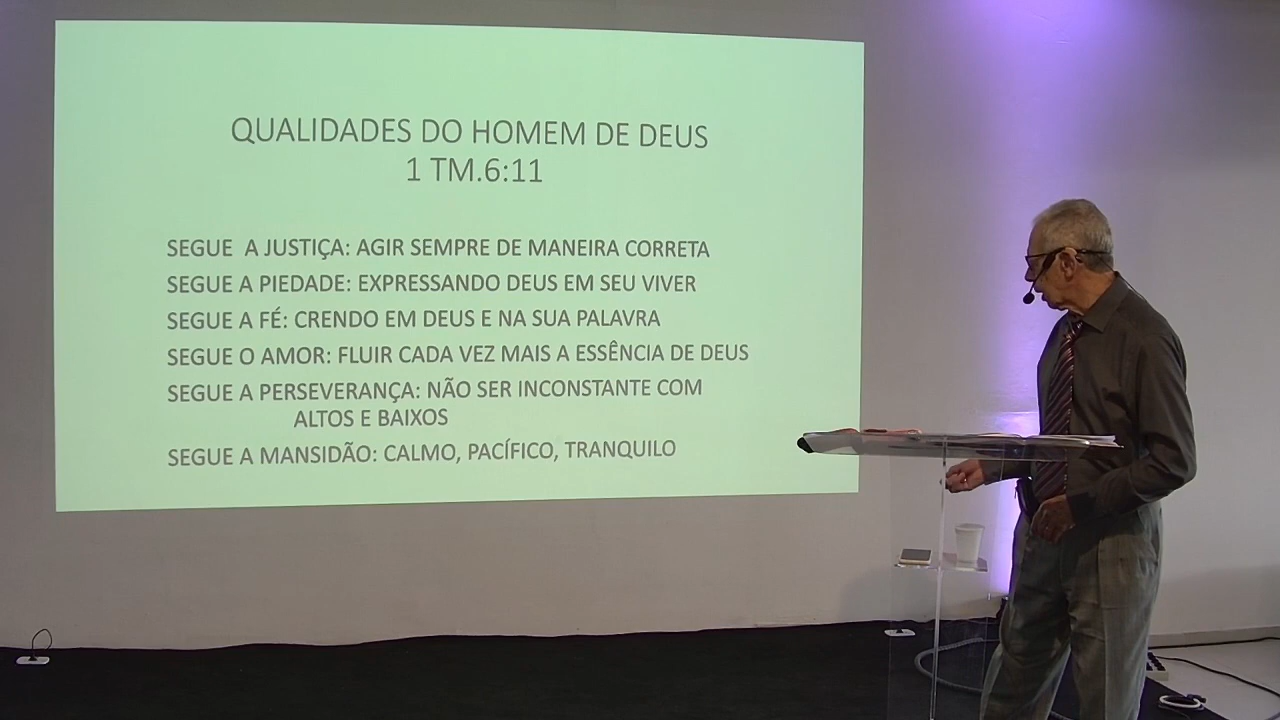 QUALIDADES DO HOMEM DE DEUS
1 TM.6:11
SEGUE A JUSTIÇA: AGIR SEMPRE DE MANEIRA CORRETA
SEGUE A PIEDADE: EXPRESSANDO DEUS EM SEU VIVER
SEGUE A FÉ: CRENDO EM DEUS E NA SUA PALAVRA
SEGUE O AMOR: FLUIR CADA VEZ MAIS A ESSÊNCIA DE DEUS
SEGUE A PERSEVERANÇA: NÃO SER INCONSTANTE COM
ALTOS E BAIXOS
SEGUE A MANSIDÃO: CALMO, PACÍFICO, TRANQUILO